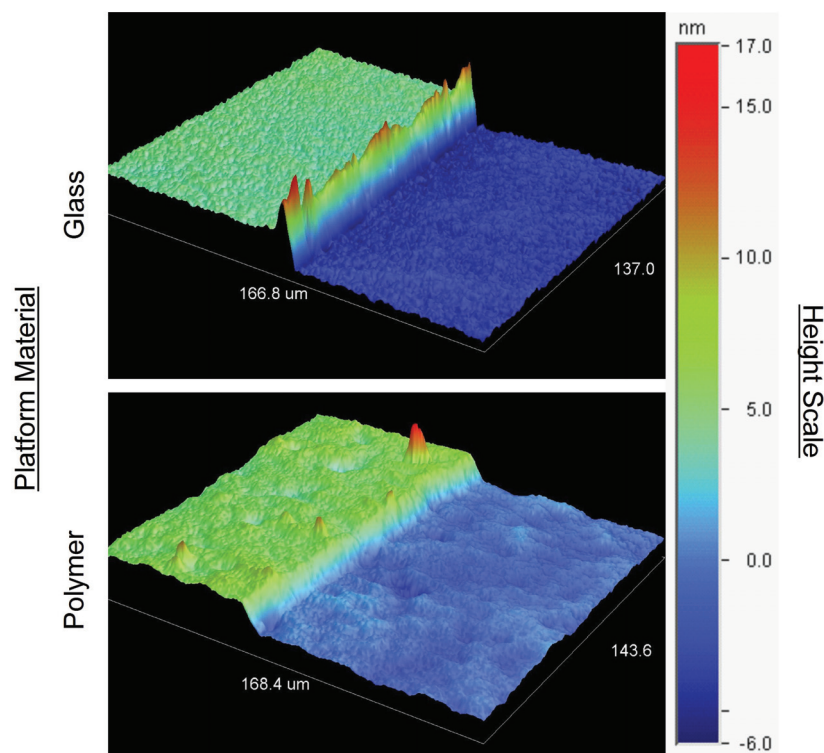 Platform Material
Glass
Polymer
166.8 um
137.0
168.4 um
143.6
nm
17.0
15.0
10.0
5.0
0.0
-6.0
Height Scale